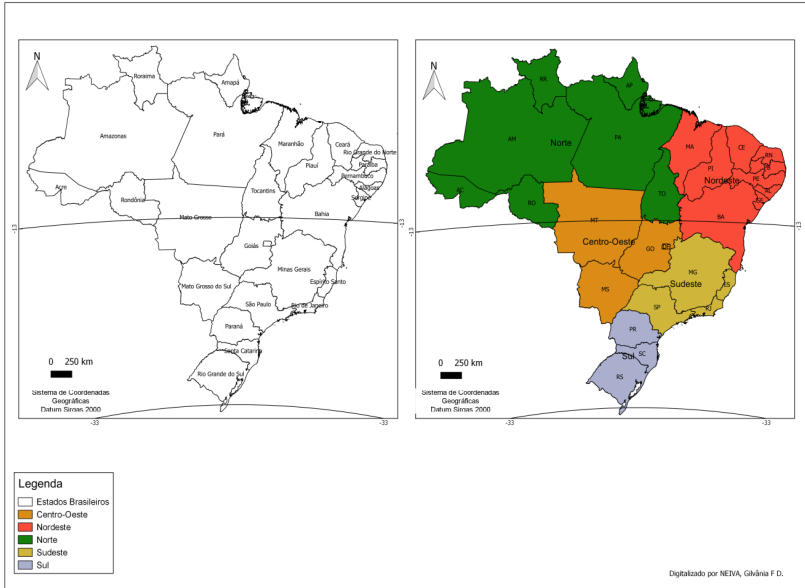 N
Roraima
Amapá
Amazonas
Pará
Maranhão
Ceará
Rio Grande do Norte
Paraíba
Piauí
Pernambuco
Acre
Alagoas
Sergipe
Rondônia
Tocantins
Mato Grosso
Bahia
-13
Goiás
Minas Gerais
Mato Grosso do Sul
Espírito Santo
São Paulo
Rio de Janeiro
Paraná
Santa Catarina
Rio Grande do Sul
0 250 km
Sistema de Coordenadas
Geográficas
Datum Sirgas 2000
-33
-33
N
RR
AP
AM
PA
Norte
MA
CE
RN
PB
PI
PE
Nordeste
AC
AL
SE
RO
TO
MT
BA
-13
Centro-Oeste
GO
DF
MG
Sudeste
MS
ES
SP
RJ
PR
Sul
SC
RS
0 250 km
Sistema de Coordenadas
Geográficas
Datum Sirgas 2000
-33
-33
Legenda
Estados Brasileiros
Centro-Oeste
Nordeste
Norte
Sudeste
Sul
Digitalizado por NEIVA, Gilvânia F D.